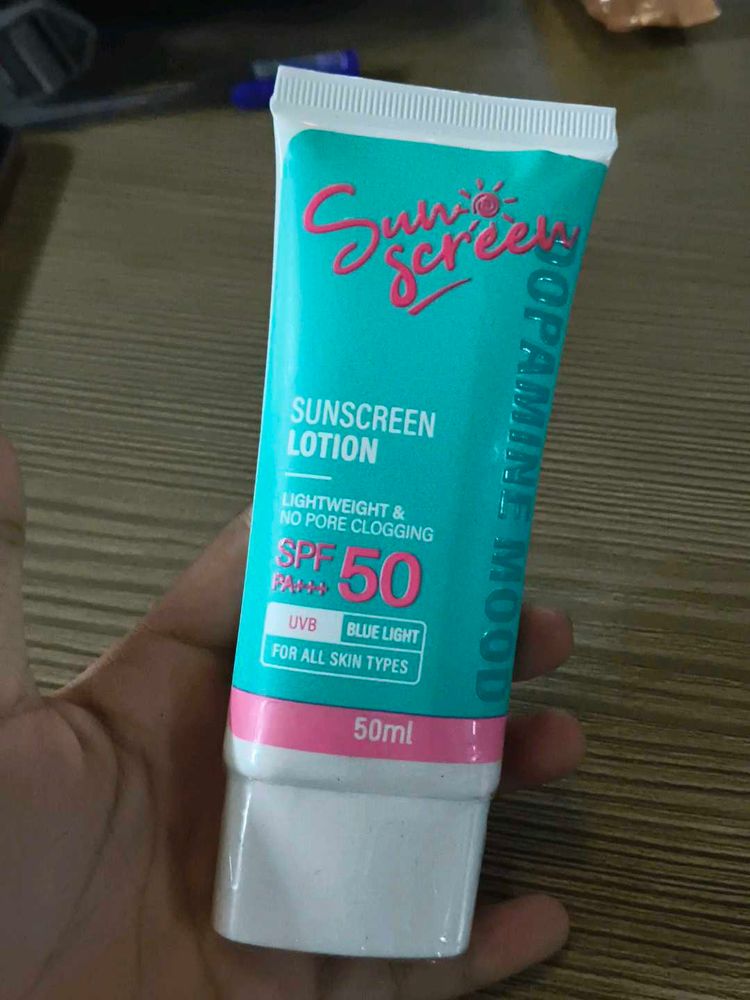 Sun
screen
DOPAMINE MOOD
SUNSCREEN
LOTION
LIGHTWEIGHT &
NO PORE CLOGGING
SPF 50
PA+++
UVB BLUE LIGHT
FOR ALL SKIN TYPES
50ml